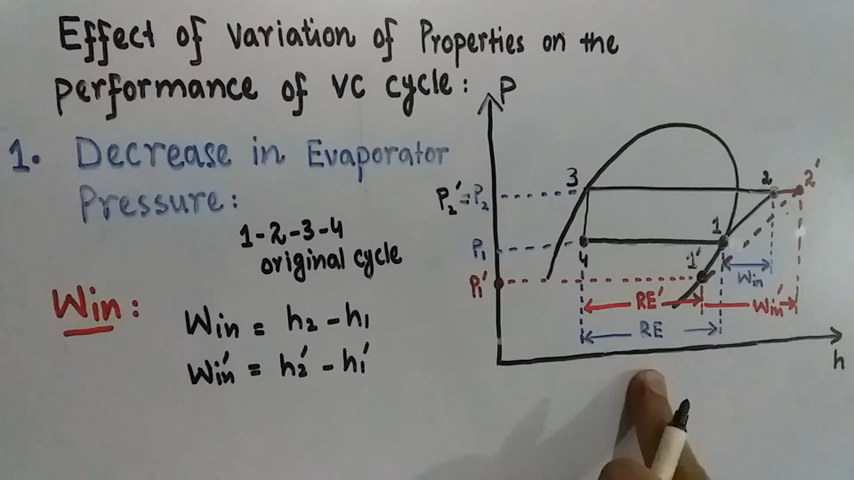 Effect of Variation of Properties on the
performance of VC cycle:
1. Decrease in Evaporator
Pressure:
1-2-3-4
original cycle
Win:
Win = h2 - h1
Win' = h2' - h1'
P
3
2
2'
P2' = P2
P1
1
4
1'
P1'
Win
RE'
Win'
RE
h